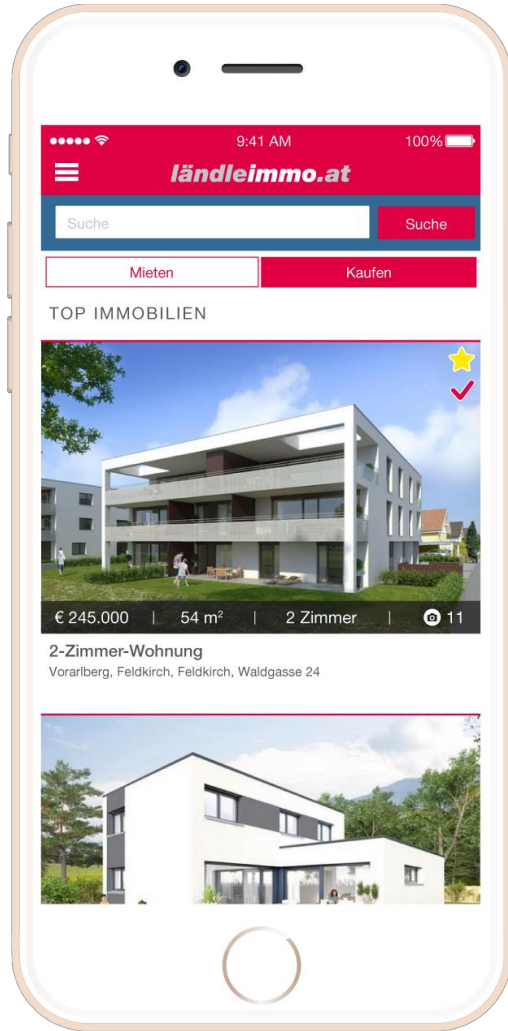 9:41 AM
100%
ländleimmo.at
Suche
Suche
Mieten
Kaufen
TOP IMMOBILIEN
€ 245.000 | 54 m² | 2 Zimmer | 11
2-Zimmer-Wohnung
Vorarlberg, Feldkirch, Feldkirch, Waldgasse 24